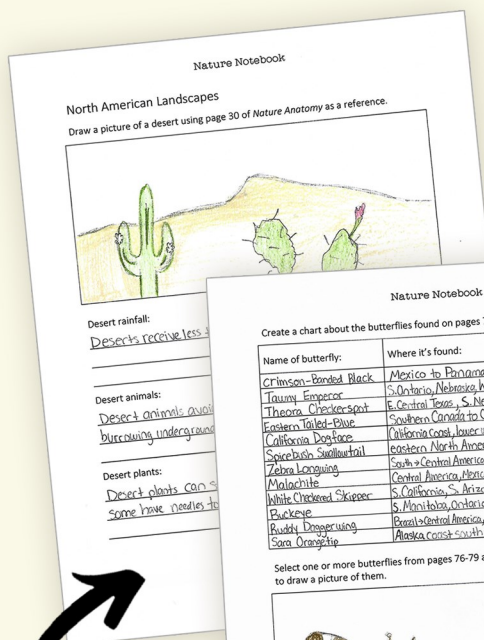 Nature Notebook
North American Landscapes
Draw a picture of a desert using page 30 of Nature Anatomy as a reference.
Desert rainfall:
Deserts receive less
Desert animals:
Desert animals avoi
burrowing underground
Desert plants:
Desert plants can s
some have needles to
Nature Notebook
Create a chart about the butterflies found on pages
Name of butterfly: Where it's found:
Crimson-Banded Black Mexico to Panama
Tawny Emperor S.Ontario, Nebraska,
Theona Checkerspot E.Central Texas, S. Ne
Eastern Tailed-Blue Southern Canada to C
California Dogface California coast, lower
Spicebush Swallowtail eastern North Amer
Zebra Longwing South→Central America
Malachite Central America, Mexic
White Checkered Skipper S.California, S. Arizo
Buckeye S. Manitoba, Ontario
Ruddy Daggerwing Brazil→Central America,
Sara Orangetip Alaska coast south
Select one or more butterflies from pages 76-79 a
to draw a picture of them.